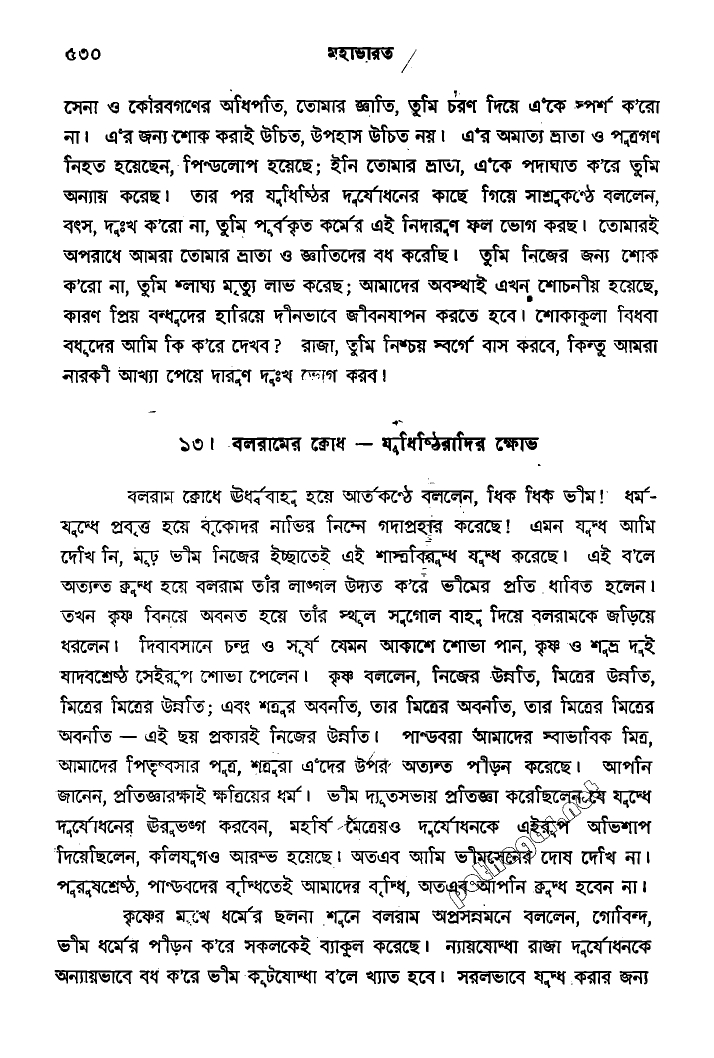 ৫৩০ মহাভারত
সেনা ও কৌরবগণের অধিপতি, তোমার জ্ঞাতি, তুমি চরণ দিয়ে এঁকে স্পর্শ ক'রো
না। এঁর জন্য শোক করাই উচিত, উপহাস উচিত নয়। এঁর অমাত্য ভ্রাতা ও পুত্রগণ
নিহত হয়েছেন, পিণ্ডলোপ হয়েছে; ইনি তোমার ভ্রাতা, এঁকে পদাঘাত ক'রে তুমি
অন্যায় করেছ। তার পর যুধিষ্ঠির দুর্যোধনের কাছে গিয়ে সাশ্রুকণ্ঠে বললেন,
বৎস, দুঃখ ক'রো না, তুমি পূর্বকৃত কর্মের এই নিদারুণ ফল ভোগ করছ। তোমারই
অপরাধে আমরা তোমার ভ্রাতা ও জ্ঞাতিদের বধ করেছি। তুমি নিজের জন্য শোক
ক'রো না, তুমি শ্লাঘ্য মৃত্যু লাভ করেছ; আমাদের অবস্থাই এখন শোচনীয় হয়েছে,
কারণ প্রিয় বন্ধুদের হারিয়ে দীনভাবে জীবনযাপন করতে হবে। শোকাকুলা বিধবা
বধূদের আমি কি ক'রে দেখব? রাজা, তুমি নিশ্চয় স্বর্গে বাস করবে, কিন্তু আমরা
নারকী আখ্যা পেয়ে দারুণ দুঃখ ভোগ করব!
১৩। বলরামের ক্রোধ — যুধিষ্ঠিরাদির ক্ষোভ
বলরাম ক্রোধে ঊর্ধ্ববাহু হয়ে আর্তকণ্ঠে বললেন, ধিক ধিক ভীম! ধর্ম-
যুদ্ধে প্রবৃত্ত হয়ে বৃকোদর নাভির নিম্নে গদাপ্রহার করেছে! এমন যুদ্ধ আমি
দেখি নি, মূঢ় ভীম নিজের ইচ্ছাতেই এই শাস্ত্রবিরুদ্ধ যুদ্ধ করেছে। এই ব'লে
অত্যন্ত ক্রুদ্ধ হয়ে বলরাম তাঁর লাঙ্গল উদ্যত ক'রে ভীমের প্রতি ধাবিত হলেন।
তখন কৃষ্ণ বিনয়ে অবনত হয়ে তাঁর স্থূল সুগোল বাহু দিয়ে বলরামকে জড়িয়ে
ধরলেন। দিবাবসানে চন্দ্র ও সূর্য যেমন আকাশে শোভা পান, কৃষ্ণ ও শুভ্র দুই
যাদবশ্রেষ্ঠ সেইরূপ শোভা পেলেন। কৃষ্ণ বললেন, নিজের উন্নতি, মিত্রের উন্নতি,
মিত্রের মিত্রের উন্নতি; এবং শত্রুর অবনতি, তার মিত্রের অবনতি, তার মিত্রের মিত্রের
অবনতি — এই ছয় প্রকারই নিজের উন্নতি। পাণ্ডবরা আমাদের স্বাভাবিক মিত্র,
আমাদের পিতৃষ্বসার পুত্র, শত্রুরা এঁদের উপর অত্যন্ত পীড়ন করেছে। আপনি
জানেন, প্রতিজ্ঞারক্ষাই ক্ষত্রিয়ের ধর্ম। ভীম দ্যূতসভায় প্রতিজ্ঞা করেছিলেন যে যুদ্ধে
দুর্যোধনের ঊরুভঙ্গ করবেন, মহর্ষি মৈত্রেয়ও দুর্যোধনকে এইরূপ অভিশাপ
দিয়েছিলেন, কলিযুগও আরম্ভ হয়েছে। অতএব আমি ভীমসেনের দোষ দেখি না।
পুরুষশ্রেষ্ঠ, পাণ্ডবদের বৃদ্ধিতেই আমাদের বৃদ্ধি, অতএব আপনি ক্রুদ্ধ হবেন না।
কৃষ্ণের মুখে ধর্মের ছলনা শুনে বলরাম অপ্রসন্নমনে বললেন, গোবিন্দ,
ভীম ধর্মের পীড়ন ক'রে সকলকেই ব্যাকুল করেছে। ন্যায়যোদ্ধা রাজা দুর্যোধনকে
অন্যায়ভাবে বধ ক'রে ভীম কূটযোদ্ধা ব'লে খ্যাত হবে। সরলভাবে যুদ্ধ করার জন্য